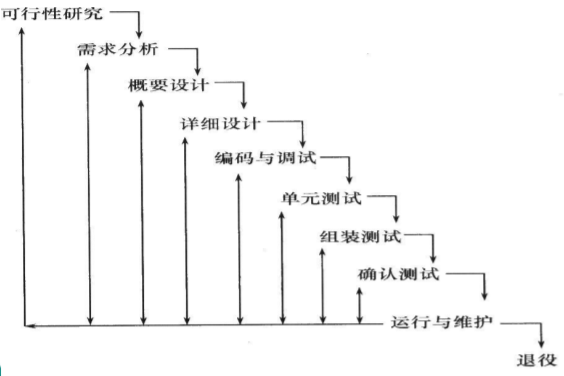 可行性研究
需求分析
概要设计
详细设计
编码与调试
单元测试
组装测试
确认测试
运行与维护
退役